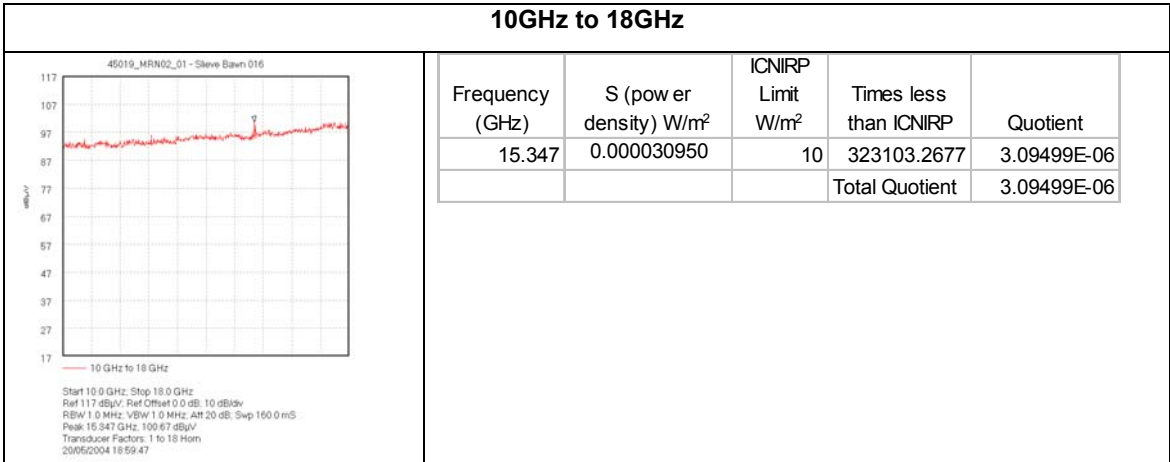 10GHz to 18GHz
45019_MRN02_01 - Slieve Bawn 016
117
107
97
87
77
67
57
47
37
27
17
dBµV
10 GHz to 18 GHz
Start 10.0 GHz; Stop 18.0 GHz
Ref 117 dBµV; Ref Offset 0.0 dB; 10 dB/div
RBW 1.0 MHz; VBW 1.0 MHz; Att 20 dB; Swp 160.0 mS
Peak 15.347 GHz, 100.67 dBµV
Transducer Factors: 1 to 18 Horn
20/05/2004 18:59:47
Frequency (GHz) S (pow er density) W/m² ICNIRP Limit W/m² Times less than ICNIRP Quotient
15.347 0.000030950 10 323103.2677 3.09499E-06
Total Quotient 3.09499E-06